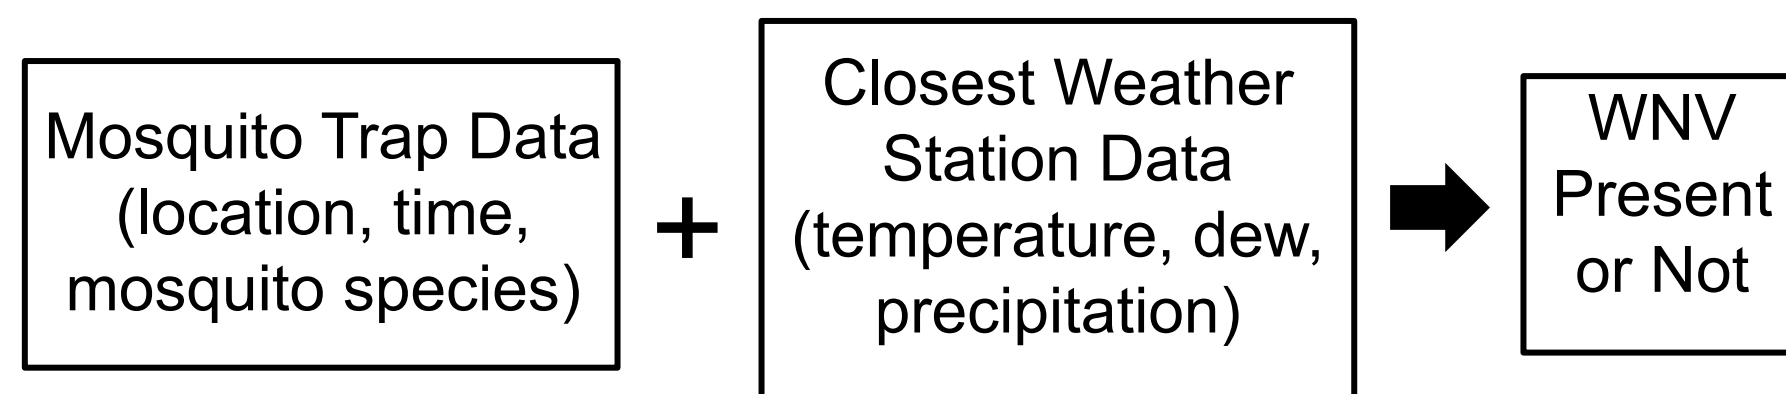 Mosquito Trap Data
(location, time,
mosquito species)
+
Closest Weather
Station Data
(temperature, dew,
precipitation)
WNV
Present
or Not